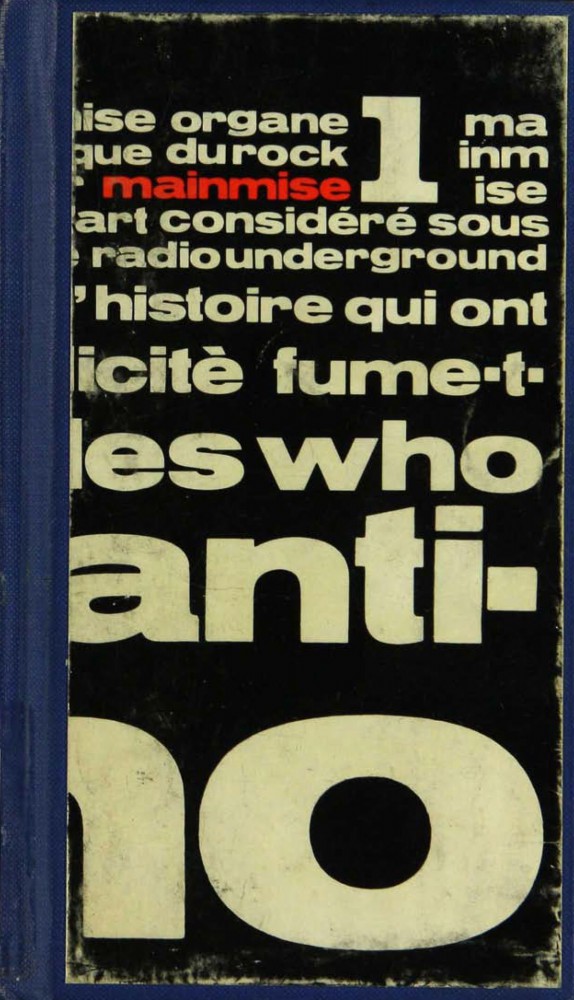 ise organe 1 ma
que du rock inm
mainmise ise
art considéré sous
radio underground
'histoire qui ont
licitè fume-t-
les who
anti-
no